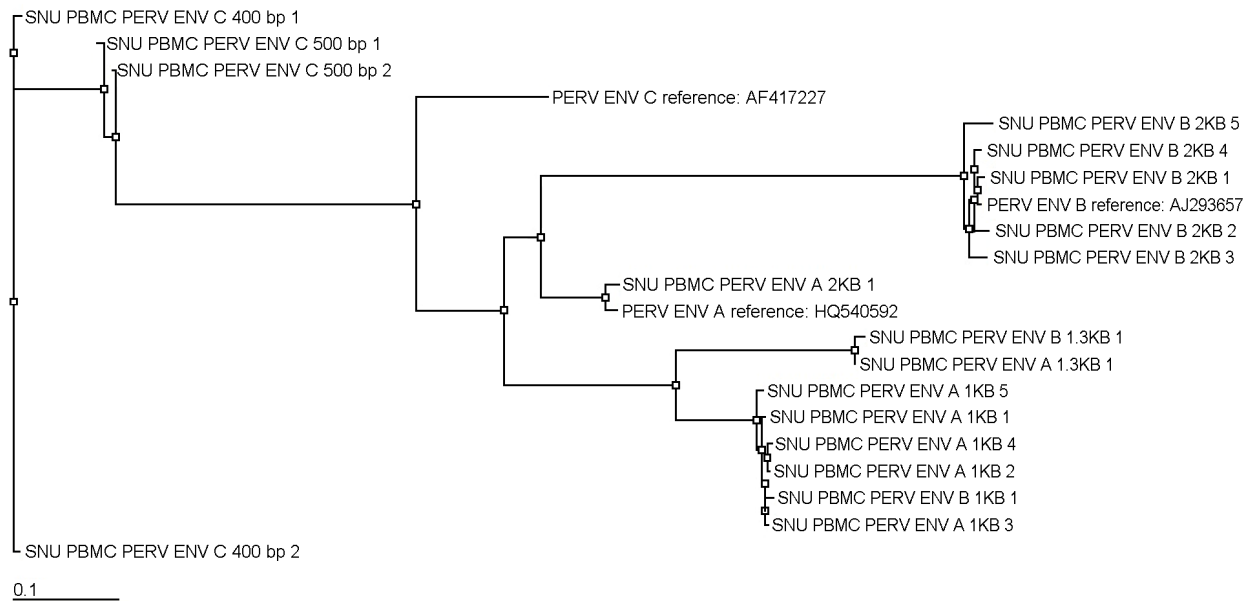 SNU PBMC PERV ENV C 400 bp 1
SNU PBMC PERV ENV C 500 bp 1
SNU PBMC PERV ENV C 500 bp 2
PERV ENV C reference: AF417227
SNU PBMC PERV ENV B 2KB 5
SNU PBMC PERV ENV B 2KB 4
SNU PBMC PERV ENV B 2KB 1
PERV ENV B reference: AJ293657
SNU PBMC PERV ENV B 2KB 2
SNU PBMC PERV ENV B 2KB 3
SNU PBMC PERV ENV A 2KB 1
PERV ENV A reference: HQ540592
SNU PBMC PERV ENV B 1.3KB 1
SNU PBMC PERV ENV A 1.3KB 1
SNU PBMC PERV ENV A 1KB 5
SNU PBMC PERV ENV A 1KB 1
SNU PBMC PERV ENV A 1KB 4
SNU PBMC PERV ENV A 1KB 2
SNU PBMC PERV ENV B 1KB 1
SNU PBMC PERV ENV A 1KB 3
SNU PBMC PERV ENV C 400 bp 2
0.1